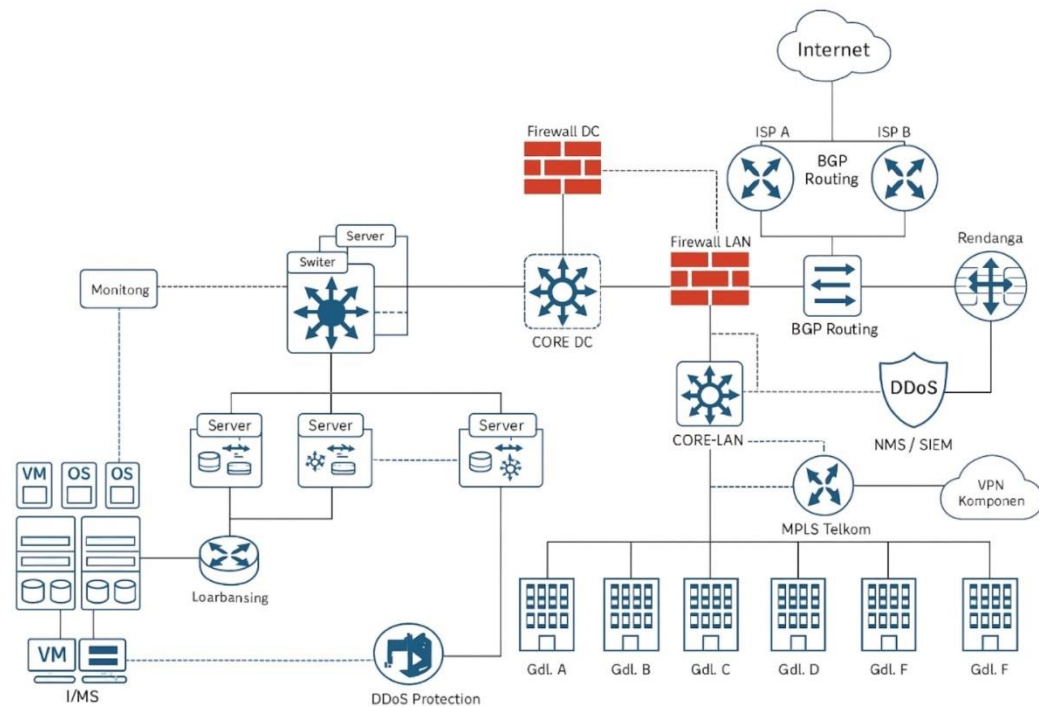 Internet
ISP A
ISP B
BGP
Routing
Firewall DC
Firewall LAN
Rendanga
Server
Switer
Monitong
CORE DC
BGP Routing
DDoS
NMS / SIEM
CORE-LAN
Server
Server
Server
VM
OS
OS
VPN
Komponen
MPLS Telkom
Loarbansing
VM
I/MS
DDoS Protection
Gdl. A
Gdl. B
Gdl. C
Gdl. D
Gdl. F
Gdl. F